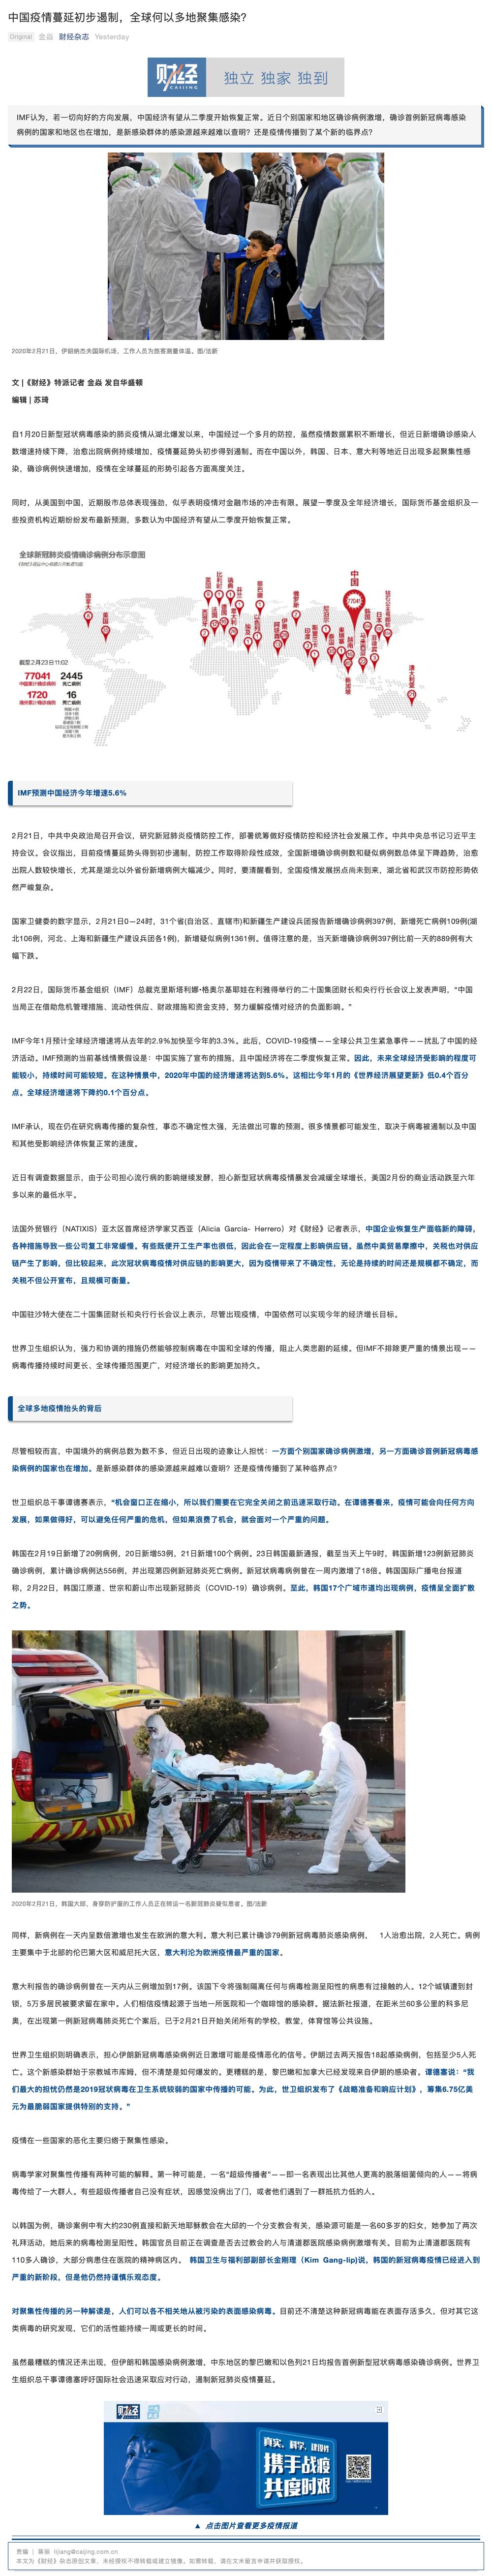 中国疫情蔓延初步遏制，全球何以多地聚集感染？
Original 金焱 财经杂志 Yesterday
财经 CAIJING 独立 独家 独到
IMF认为，若一切向好的方向发展，中国经济有望从二季度开始恢复正常。近日个别国家和地区确诊病例激增，确诊首例新冠病毒感染
病例的国家和地区也在增加，是新感染群体的感染源越来越难以查明？还是疫情传播到了某个新的临界点？
2020年2月21日，伊朗纳杰夫国际机场，工作人员为旅客测量体温。图/法新
文 |《财经》特派记者 金焱 发自华盛顿
编辑 | 苏琦
自1月20日新型冠状病毒感染的肺炎疫情从湖北爆发以来，中国经过一个多月的防控，虽然疫情数据累积不断增长，但近日新增确诊感染人
数增速持续下降，治愈出院病例持续增加，疫情蔓延势头初步得到遏制。而在中国以外，韩国、日本、意大利等地近日出现多起聚集性感
染，确诊病例快速增加，疫情在全球蔓延的形势引起各方面高度关注。
同时，从美国到中国，近期股市总体表现强劲，似乎表明疫情对金融市场的冲击有限。展望一季度及全年经济增长，国际货币基金组织及一
些投资机构近期纷纷发布最新预测，多数认为中国经济有望从二季度开始恢复正常。
全球新冠肺炎疫情确诊病例分布示意图
加拿大
美国
英国
比利时
瑞典
芬兰
俄罗斯
中国
77041
韩国
日本
澳大利亚
截至2月23日11:02
77041 2445
中国累计确诊病例 死亡病例
1720 16
境外累计确诊病例 死亡病例
IMF预测中国经济今年增速5.6%
2月21日，中共中央政治局召开会议，研究新冠肺炎疫情防控工作，部署统筹做好疫情防控和经济社会发展工作。中共中央总书记习近平主
持会议。会议指出，目前疫情蔓延势头得到初步遏制，防控工作取得阶段性成效，全国新增确诊病例数和疑似病例数总体呈下降趋势，治愈
出院人数较快增长，尤其是湖北以外省份新增病例大幅减少。同时，要清醒看到，全国疫情发展拐点尚未到来，湖北省和武汉市防控形势依
然严峻复杂。
国家卫健委的数字显示，2月21日0—24时，31个省(自治区、直辖市)和新疆生产建设兵团报告新增确诊病例397例，新增死亡病例109例(湖
北106例，河北、上海和新疆生产建设兵团各1例)，新增疑似病例1361例。值得注意的是，当天新增确诊病例397例比前一天的889例有大
幅下跌。
2月22日，国际货币基金组织（IMF）总裁克里斯塔利娜•格奥尔基耶娃在利雅得举行的二十国集团财长和央行行长会议上发表声明，“中国
当局正在借助危机管理措施、流动性供应、财政措施和资金支持，努力缓解疫情对经济的负面影响。”
IMF今年1月预计全球经济增速将从去年的2.9%加快至今年的3.3%。此后，COVID-19疫情——全球公共卫生紧急事件——扰乱了中国的经
济活动。IMF预测的当前基线情景假设是：中国实施了宣布的措施，且中国经济将在二季度恢复正常。因此，未来全球经济受影响的程度可
能较小，持续时间可能较短。在这种情景中，2020年中国的经济增速将达到5.6%。这相比今年1月的《世界经济展望更新》低0.4个百分
点。全球经济增速将下降约0.1个百分点。
IMF承认，现在仍在研究病毒传播的复杂性，事态不确定性太强，无法做出可靠的预测。很多情景都可能发生，取决于病毒被遏制以及中国
和其他受影响经济体恢复正常的速度。
近日有调查数据显示，由于公司担心流行病的影响继续发酵，担心新型冠状病毒疫情暴发会减缓全球增长，美国2月份的商业活动跌至六年
多以来的最低水平。
法国外贸银行（NATIXIS）亚太区首席经济学家艾西亚（Alicia Garcia- Herrero）对《财经》记者表示，中国企业恢复生产面临新的障碍，
各种措施导致一些公司复工非常缓慢。有些既便开工生产率也很低，因此会在一定程度上影响供应链。虽然中美贸易摩擦中，关税也对供应
链产生了影响，但比较起来，此次冠状病毒疫情对供应链的影响更大，因为疫情带来了不确定性，无论是持续的时间还是规模都不确定，而
关税不但公开宣布，且规模可衡量。
中国驻沙特大使在二十国集团财长和央行行长会议上表示，尽管出现疫情，中国依然可以实现今年的经济增长目标。
世界卫生组织认为，强力和协调的措施仍然能够控制病毒在中国和全球的传播，阻止人类悲剧的延续。但IMF不排除更严重的情景出现——
病毒传播持续时间更长、全球传播范围更广，对经济增长的影响更加持久。
全球多地疫情抬头的背后
尽管相较而言，中国境外的病例总数为数不多，但近日出现的迹象让人担忧：一方面个别国家确诊病例激增，另一方面确诊首例新冠病毒感
染病例的国家也在增加。是新感染群体的感染源越来越难以查明？还是疫情传播到了某种临界点？
世卫组织总干事谭德赛表示，“机会窗口正在缩小，所以我们需要在它完全关闭之前迅速采取行动。在谭德赛看来，疫情可能会向任何方向
发展，如果做得好，可以避免任何严重的危机，但如果浪费了机会，就会面对一个严重的问题。
韩国在2月19日新增了20例病例，20日新增53例，21日新增100个病例。23日韩国最新通报，截至当天上午9时，韩国新增123例新冠肺炎
确诊病例，累计确诊病例达556例，并出现第四例新冠肺炎死亡病例。新冠状病毒病例曾在一周内激增了18倍。韩国国际广播电台报道
称，2月22日，韩国江原道、世宗和蔚山市出现新冠肺炎（COVID-19）确诊病例。至此，韩国17个广域市道均出现病例，疫情呈全面扩散
之势。
2020年2月21日，韩国大邱，身穿防护服的工作人员正在转运一名新冠肺炎疑似患者。图/法新
同样，新病例在一天内呈数倍激增也发生在欧洲的意大利。意大利已累计确诊79例新冠病毒肺炎感染病例， 1人治愈出院，2人死亡。病例
主要集中于北部的伦巴第大区和威尼托大区，意大利沦为欧洲疫情最严重的国家。
意大利报告的确诊病例曾在一天内从三例增加到17例。该国下令将强制隔离任何与病毒检测呈阳性的病患有过接触的人。12个城镇遭到封
锁，5万多居民被要求留在家中。人们相信疫情起源于当地一所医院和一个咖啡馆的感染群。据法新社报道，在距米兰60多公里的科多尼
奥，在出现第一例新冠病毒肺炎死亡个案后，已于2月21日开始关闭所有的学校，教堂，体育馆等公共设施。
世界卫生组织则明确表示，担心伊朗新冠病毒感染病例近日激增可能是疫情恶化的信号。伊朗过去两天报告18起感染病例，包括至少5人死
亡。这个新感染群始于宗教城市库姆，但不清楚是如何爆发的。更糟糕的是，黎巴嫩和加拿大已经发现来自伊朗的感染者。谭德塞说：“我
们最大的担忧仍然是2019冠状病毒在卫生系统较弱的国家中传播的可能。为此，世卫组织发布了《战略准备和响应计划》，筹集6.75亿美
元为最脆弱国家提供特别的支持。”
疫情在一些国家的恶化主要归绺于聚集性感染。
病毒学家对聚集性传播有两种可能的解释。第一种可能是，一名“超级传播者”——即一名表现出比其他人更高的脱落细菌倾向的人——将病
毒传给了一大群人。有些超级传播者自己没有症状，因感觉没病出了门，或者他们遇到了一群抵抗力低的人。
以韩国为例，确诊案例中有大约230例直接和新天地耶稣教会在大邱的一个分支教会有关，感染源可能是一名60多岁的妇女，她参加了两次
礼拜活动，她后来的病毒检测呈阳性。韩国官员目前正在调查是否去过教会的人与清道郡医院感染病例激增有关。目前为止清道郡医院有
110多人确诊，大部分病患住在医院的精神病区内。 韩国卫生与福利部副部长金刚理（Kim Gang-lip)说，韩国的新冠病毒疫情已经进入到
严重的新阶段，但是他仍然持谨慎乐观态度。
对聚集性传播的另一种解读是，人们可以各不相关地从被污染的表面感染病毒。目前还不清楚这种新冠病毒能在表面存活多久，但对其它这
类病毒的研究发现，它们的活性能持续一周或更长的时间。
虽然最糟糕的情况还未出现，但伊朗和韩国感染病例激增，中东地区的黎巴嫩和以色列21日均报告首例新型冠状病毒感染确诊病例。世界卫
生组织总干事谭德塞呼吁国际社会迅速采取应对行动，遏制新冠肺炎疫情蔓延。
财经
真实、科学、建设性
携手战疫
共度时艰
▲ 点击图片查看更多疫情报道
责编 | 蒋丽 lijiang@caijing.com.cn
本文为《财经》杂志原创文章，未经授权不得转载或建立镜像。如需转载，请在文末留言申请并获取授权。